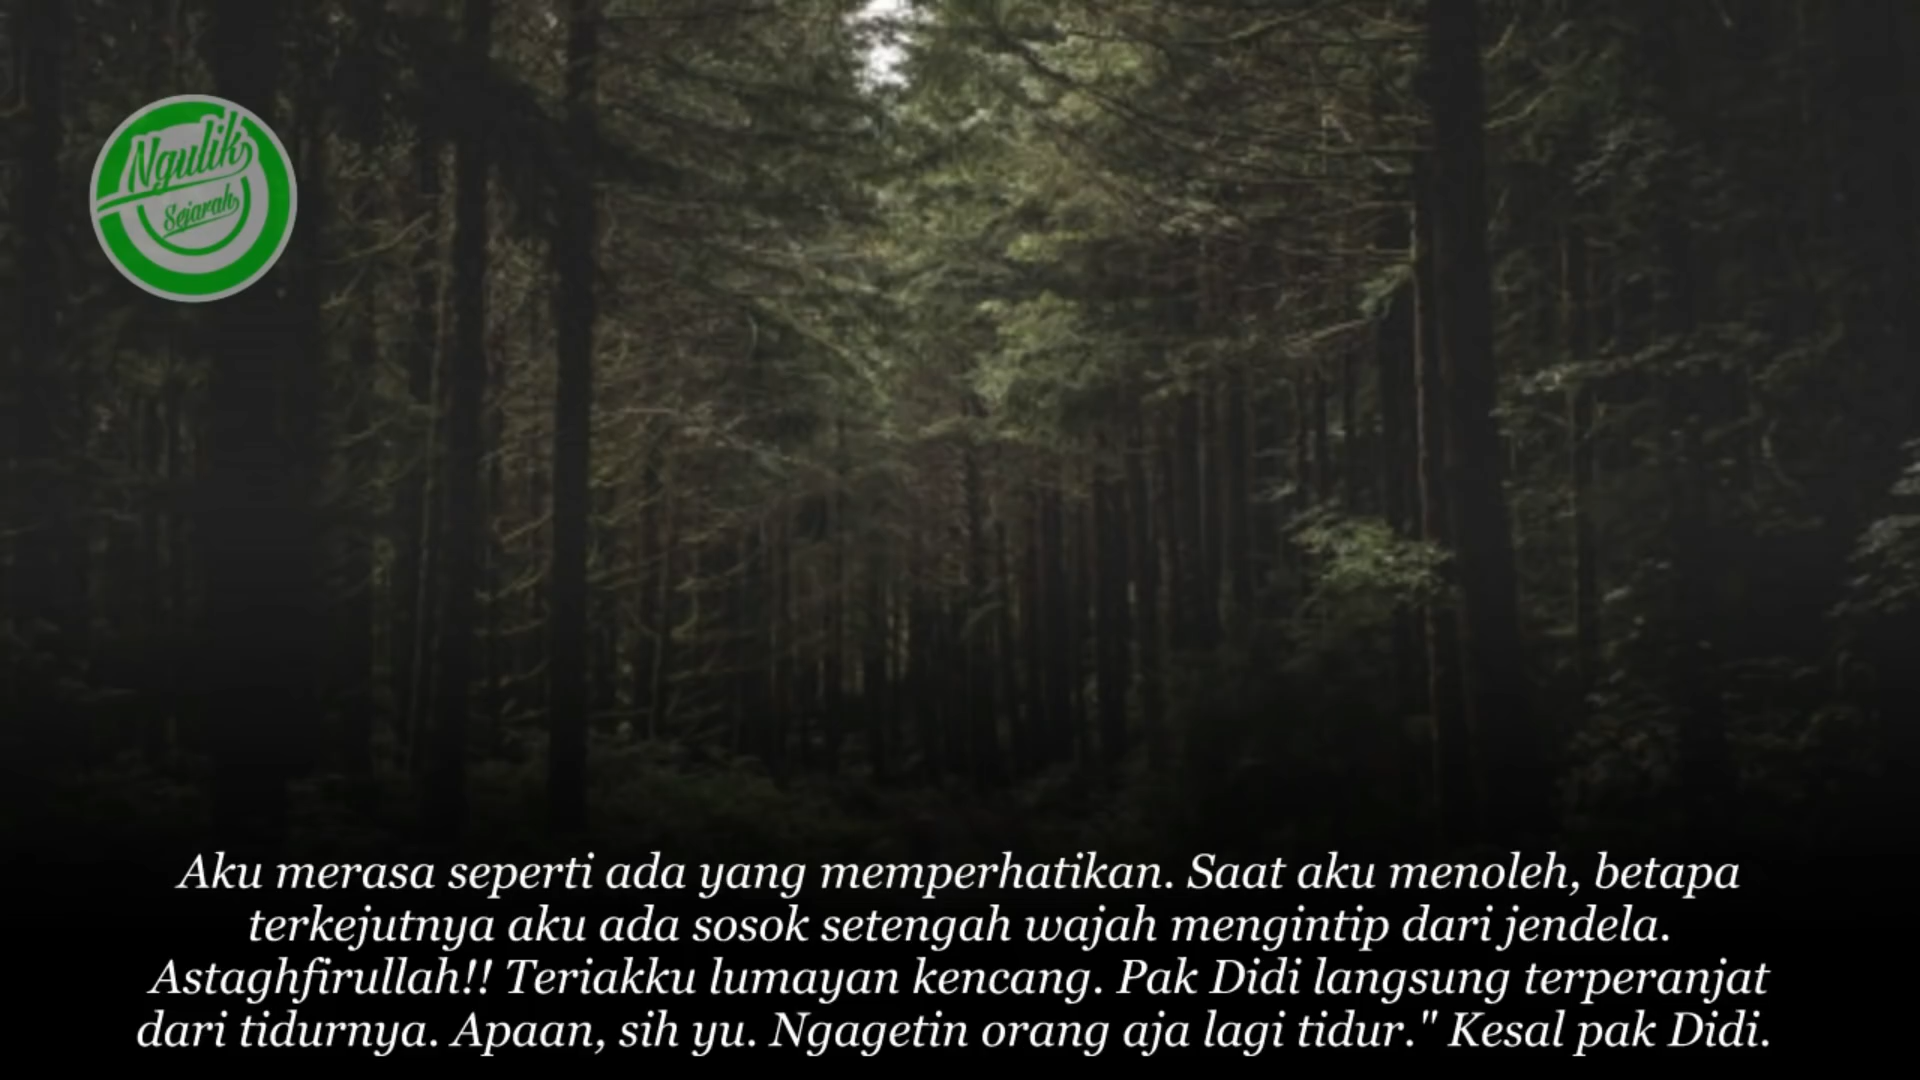 Ngulik
Sejarah
Aku merasa seperti ada yang memperhatikan. Saat aku menoleh, betapa
terkejutnya aku ada sosok setengah wajah mengintip dari jendela.
Astaghfirullah!! Teriakku lumayan kencang. Pak Didi langsung terperanjat
dari tidurnya. Apaan, sih yu. Ngagetin orang aja lagi tidur." Kesal pak Didi.